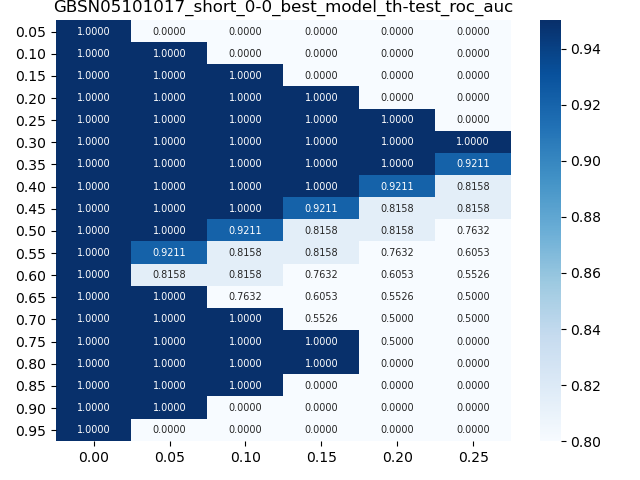 GBSN05101017_short_0-0_best_model_th-test_roc_auc
0.05 1.0000 0.0000 0.0000 0.0000 0.0000 0.0000
0.10 1.0000 1.0000 0.0000 0.0000 0.0000 0.0000
0.15 1.0000 1.0000 1.0000 0.0000 0.0000 0.0000
0.20 1.0000 1.0000 1.0000 1.0000 0.0000 0.0000
0.25 1.0000 1.0000 1.0000 1.0000 1.0000 0.0000
0.30 1.0000 1.0000 1.0000 1.0000 1.0000 1.0000
0.35 1.0000 1.0000 1.0000 1.0000 1.0000 0.9211
0.40 1.0000 1.0000 1.0000 1.0000 0.9211 0.8158
0.45 1.0000 1.0000 1.0000 0.9211 0.8158 0.8158
0.50 1.0000 1.0000 0.9211 0.8158 0.8158 0.7632
0.55 1.0000 0.9211 0.8158 0.8158 0.7632 0.6053
0.60 1.0000 0.8158 0.8158 0.7632 0.6053 0.5526
0.65 1.0000 1.0000 0.7632 0.6053 0.5526 0.5000
0.70 1.0000 1.0000 1.0000 0.5526 0.5000 0.5000
0.75 1.0000 1.0000 1.0000 1.0000 0.5000 0.0000
0.80 1.0000 1.0000 1.0000 1.0000 0.0000 0.0000
0.85 1.0000 1.0000 1.0000 0.0000 0.0000 0.0000
0.90 1.0000 1.0000 0.0000 0.0000 0.0000 0.0000
0.95 1.0000 0.0000 0.0000 0.0000 0.0000 0.0000
0.00 0.05 0.10 0.15 0.20 0.25
0.94
0.92
0.90
0.88
0.86
0.84
0.82
0.80